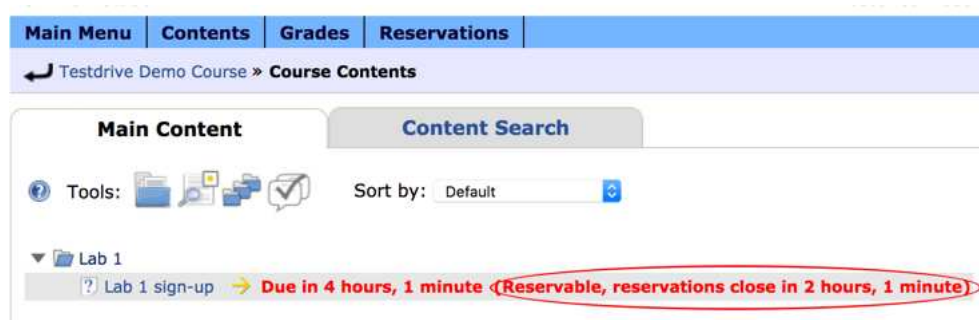 Main Menu Contents Grades Reservations
Testdrive Demo Course » Course Contents
Main Content Content Search
Tools: Sort by: Default
Lab 1
? Lab 1 sign-up Due in 4 hours, 1 minute (Reservable, reservations close in 2 hours, 1 minute)